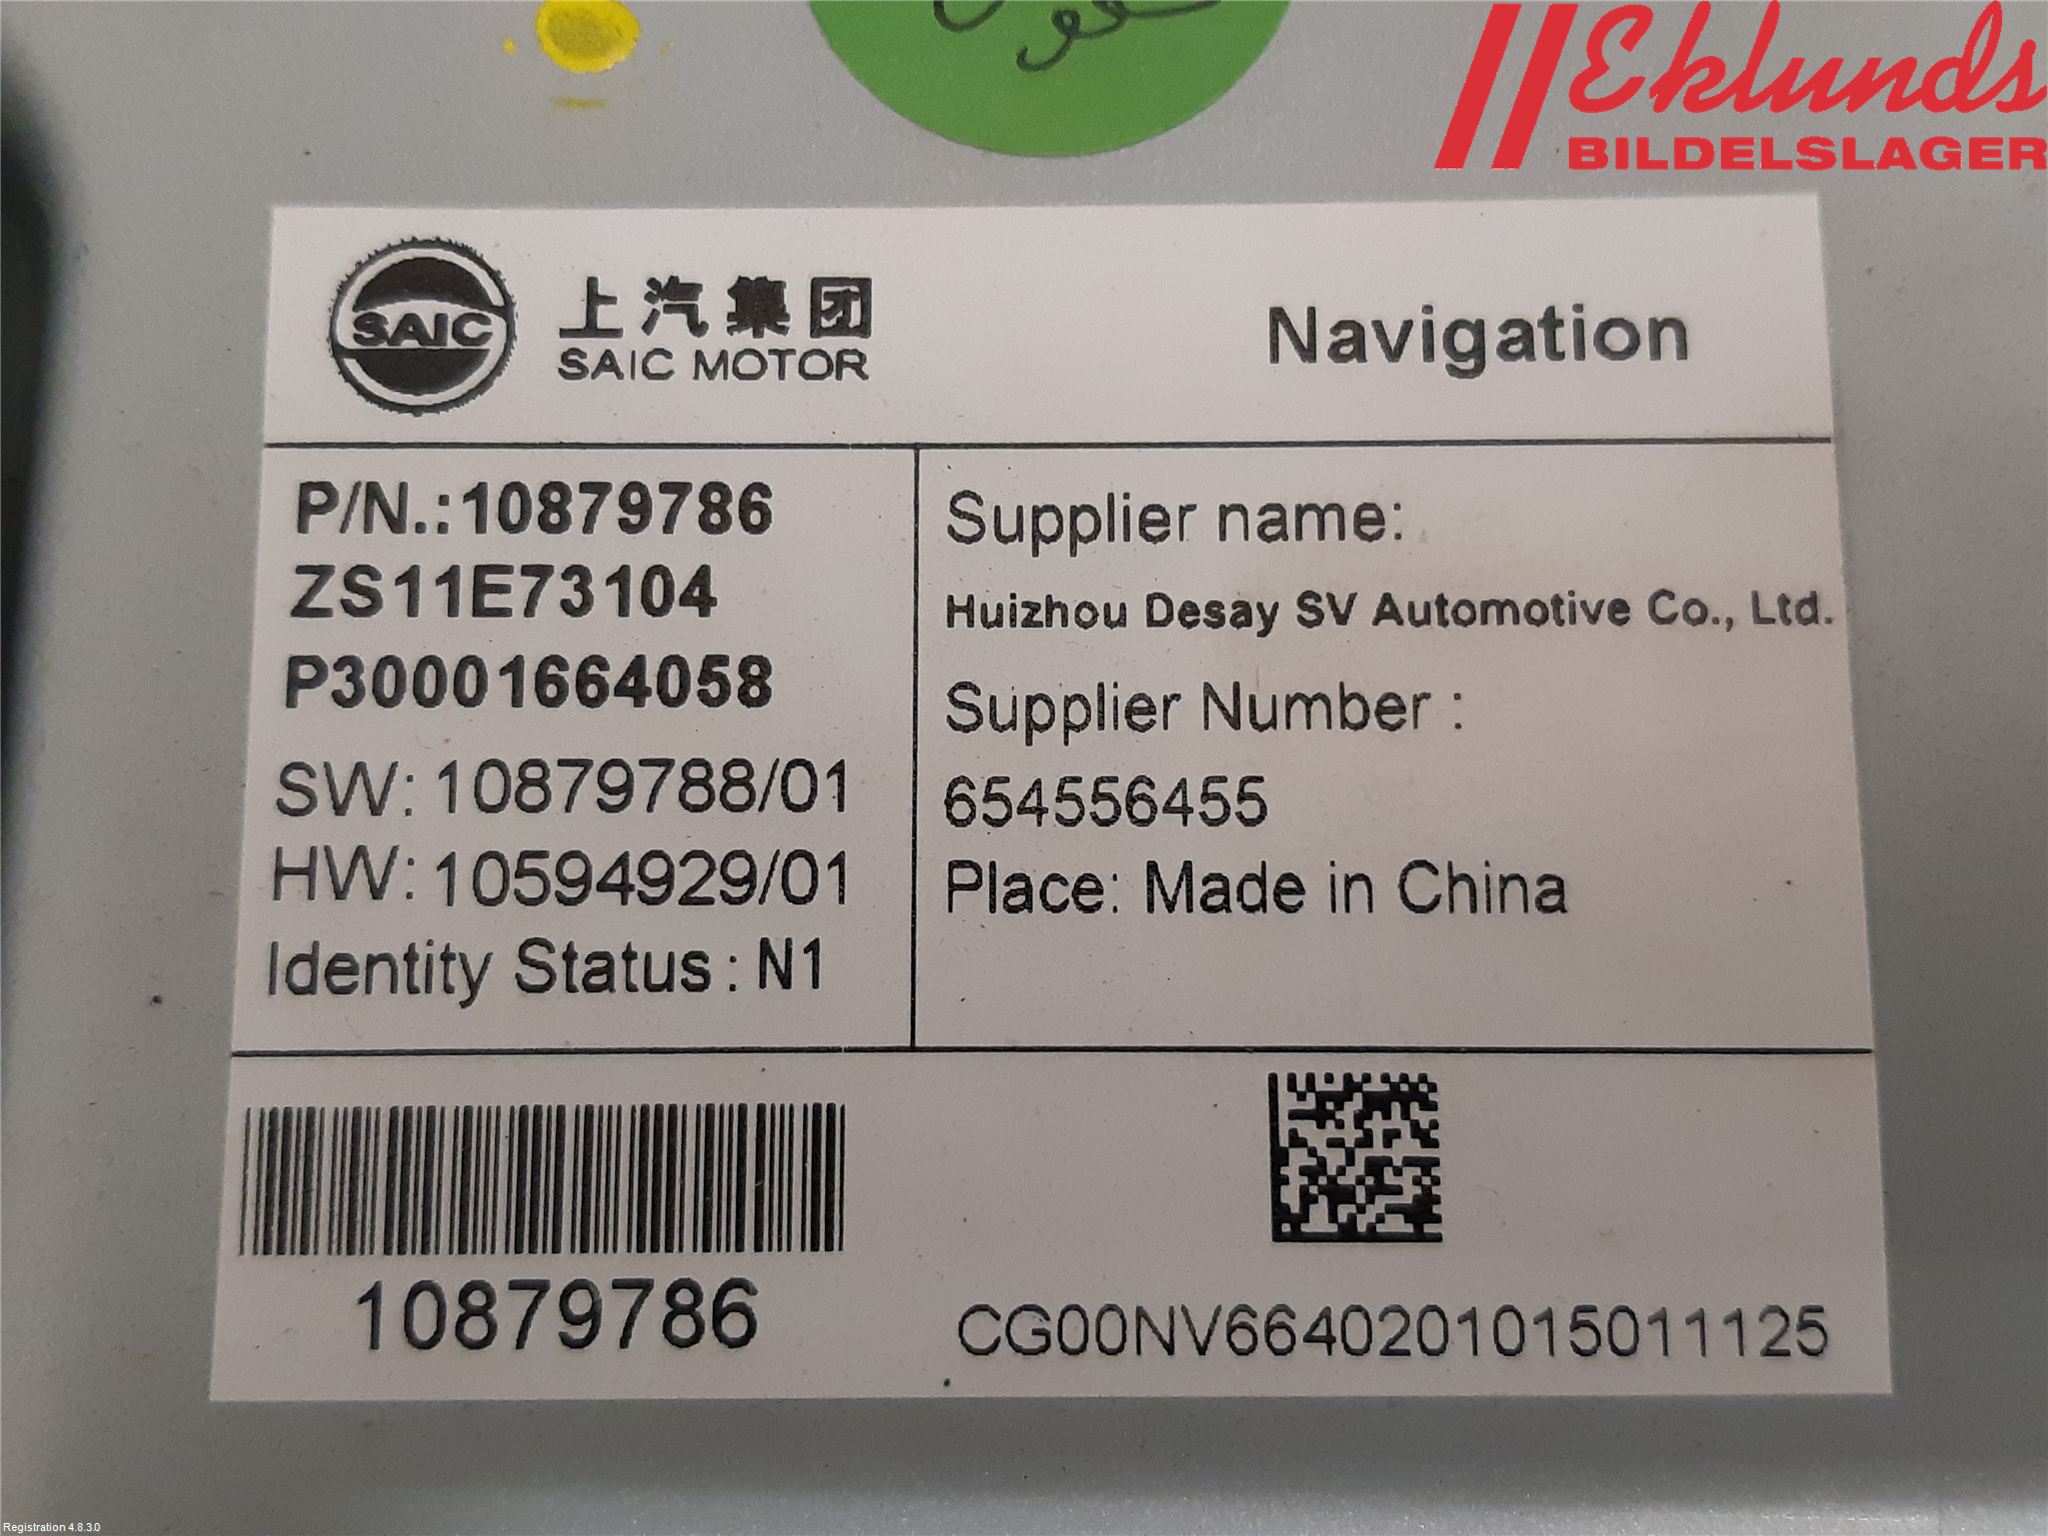 Eklunds
BILDELSLAGER
SAIC
上汽集团
SAIC MOTOR
Navigation
P/N.:10879786
ZS11E73104
P30001664058
SW: 10879788/01
HW: 10594929/01
Identity Status : N1
Supplier name:
Huizhou Desay SV Automotive Co., Ltd.
Supplier Number :
654556455
Place: Made in China
10879786
CG00NV6640201015011125
Registration 4.8.3.0